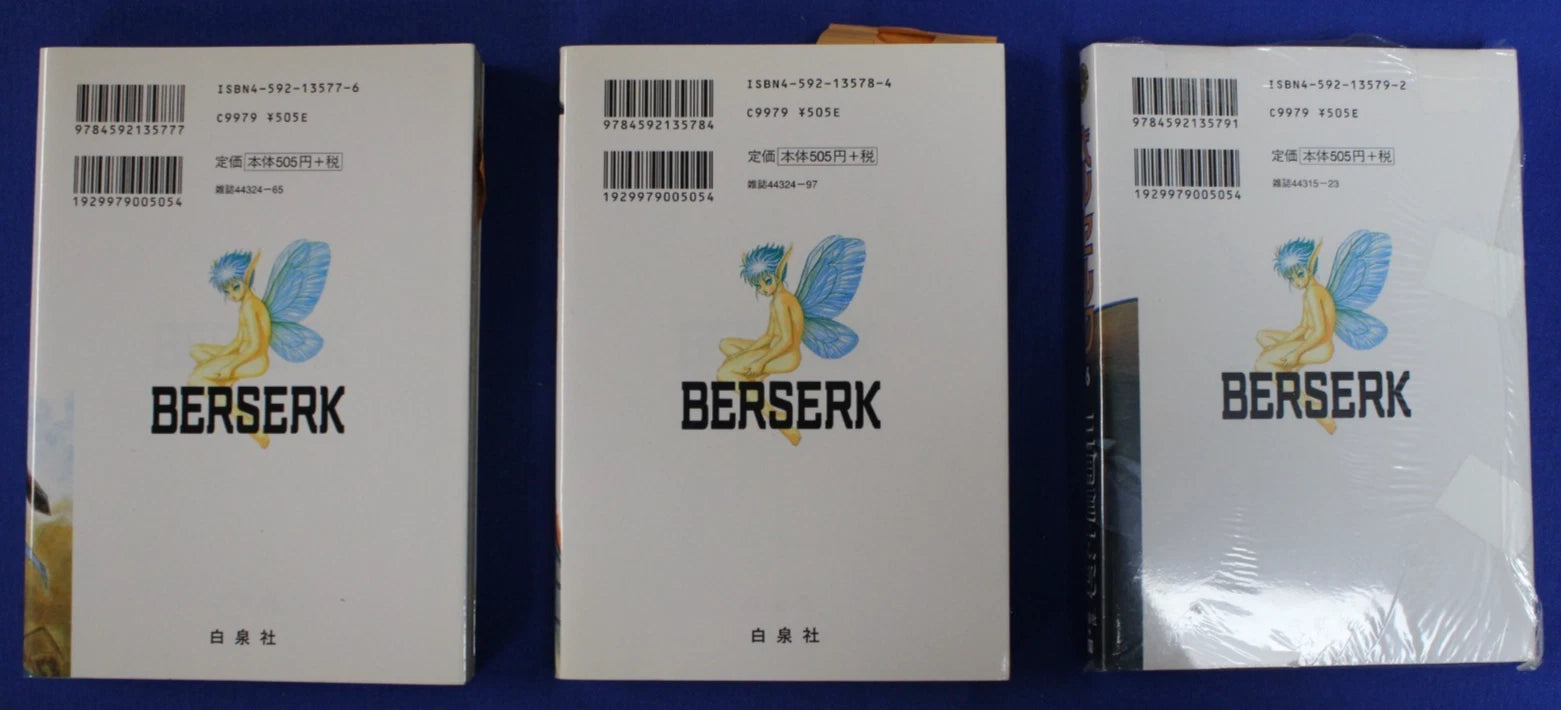 9784592135777
ISBN4-592-13577-6
C9979 ¥505E
1929979005054
定価 本体505円+税
雑誌44324-65
BERSERK
白泉社
9784592135784
ISBN4-592-13578-4
C9979 ¥505E
1929979005054
定価 本体505円+税
雑誌44324-97
BERSERK
白泉社
9784592135791
ISBN4-592-13579-2
C9979 ¥505E
1929979005054
定価 本体505円+税
雑誌44315-23
BERSERK